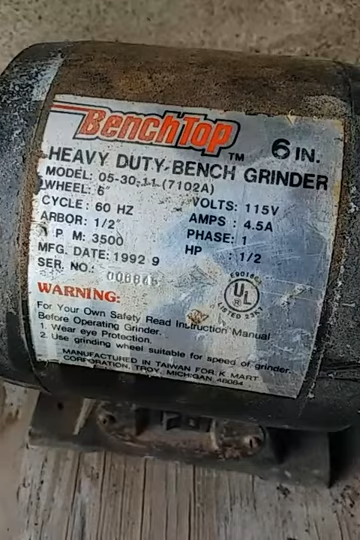 BenchTop™ 6 IN.
HEAVY DUTY-BENCH GRINDER
MODEL: 05-30-11 (7102A)
WHEEL: 6"
VOLTS: 115V
CYCLE: 60 HZ
AMPS : 4.5A
ARBOR: 1/2"
PHASE: 1
P M: 3500
HP : 1/2
MFG. DATE: 1992 9
SER. NO.:
E90166
UL
LISTED
WARNING:
For Your Own Safety Read Instruction Manual
Before Operating Grinder.
1. Wear eye Protection.
2. Use grinding wheel suitable for speed of grinder.
MANUFACTURED IN TAIWAN FOR K MART
CORPORATION, TROY, MICHIGAN 48084